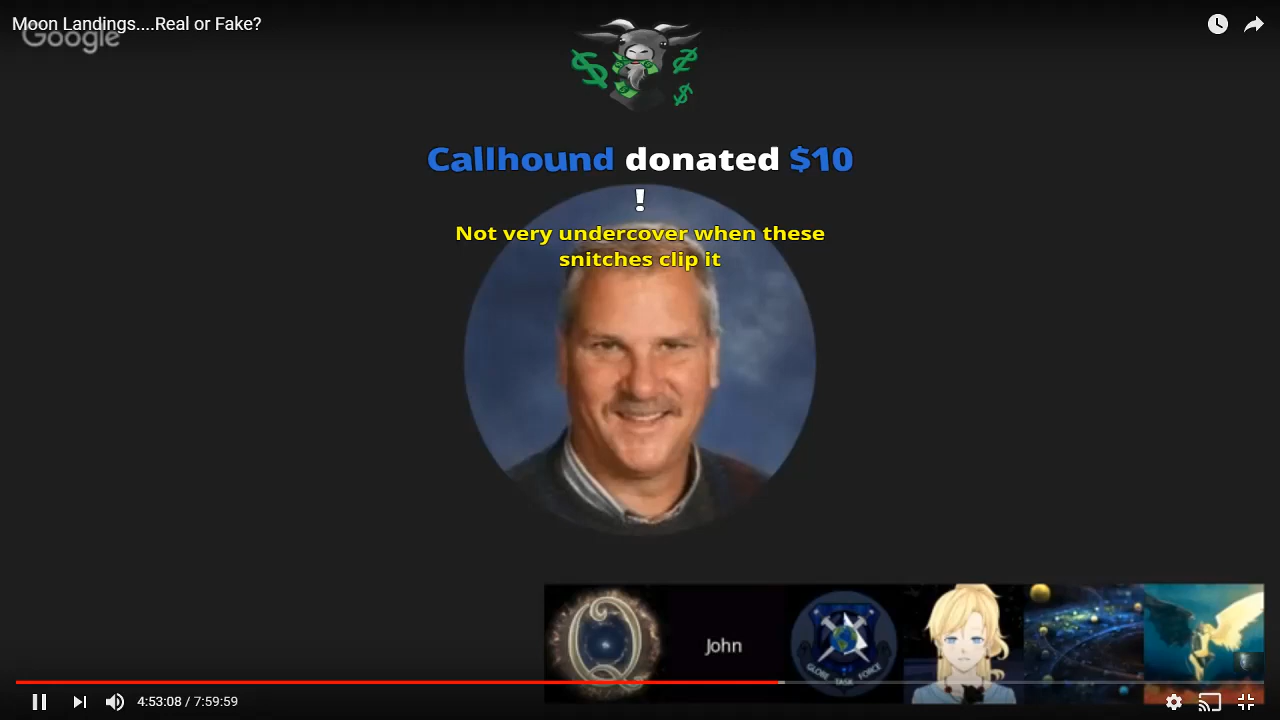 Moon Landings....Real or Fake?
Google
Callhound donated $10
!
Not very undercover when these
snitches clip it
John
GLOBE TASK FORCE
4:53:08 / 7:59:59